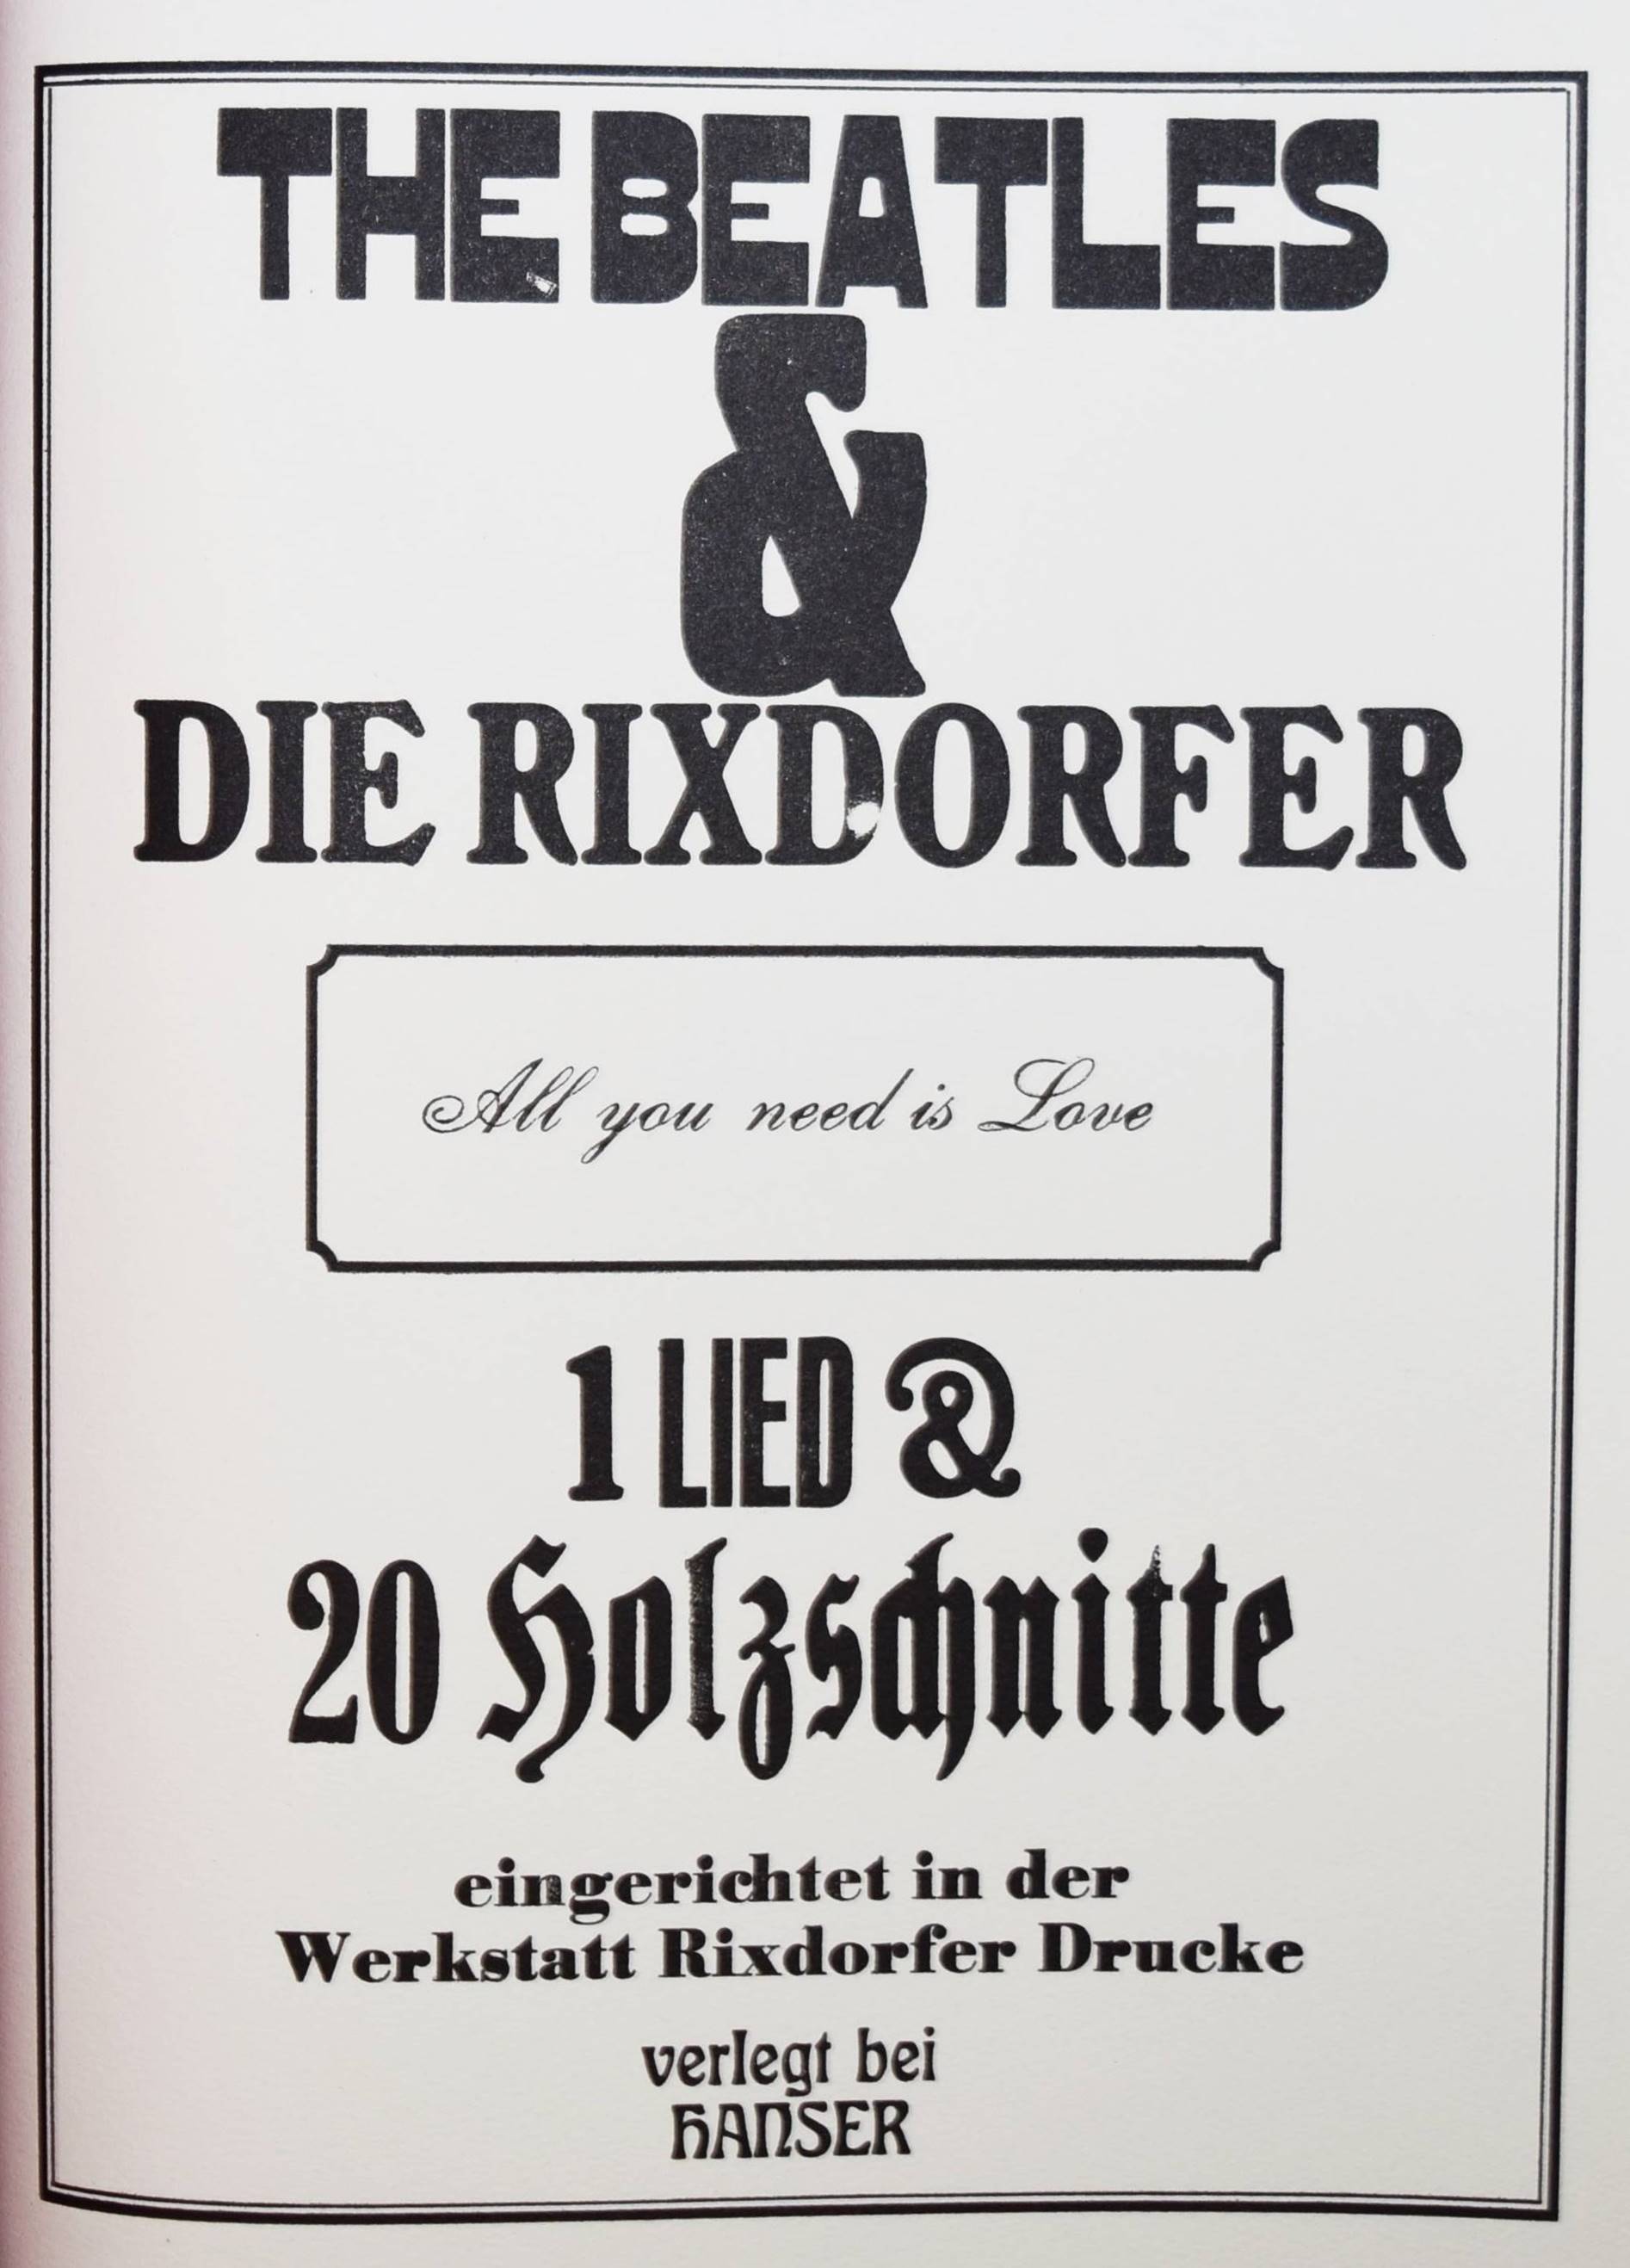 THE BEATLES
&
DIE RIXDORFER
All you need is Love
1 LIED &
20 Holzschnitte
eingerichtet in der
Werkstatt Rixdorfer Drucke
verlegt bei
HANSER